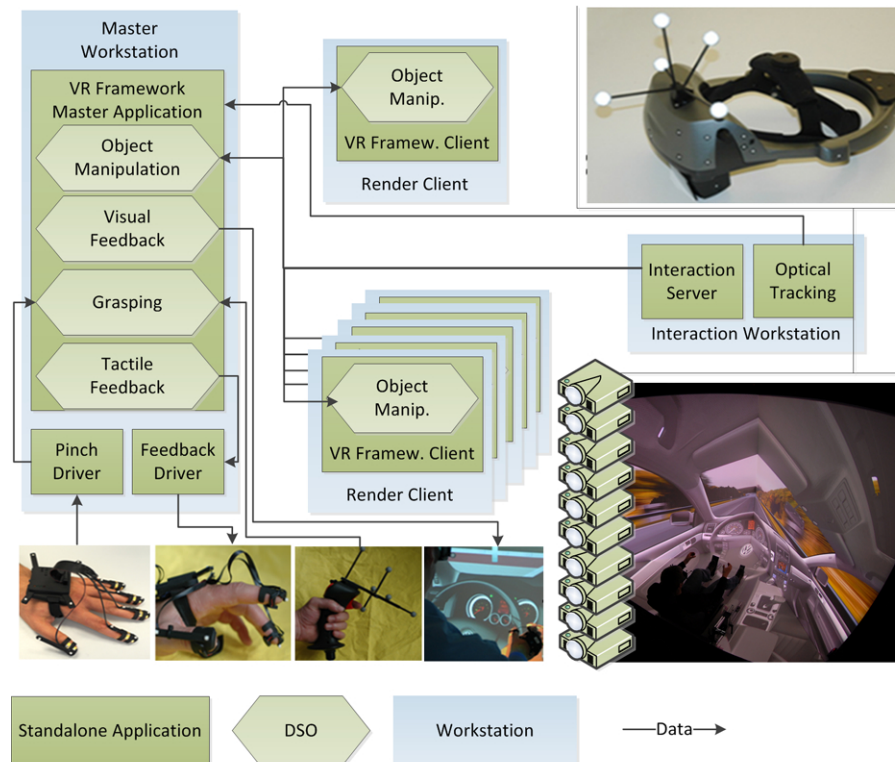 Master
Workstation
VR Framework
Master Application
Object
Manipulation
Visual
Feedback
Grasping
Tactile
Feedback
Pinch
Driver
Feedback
Driver
Object
Manip.
VR Framew. Client
Render Client
Interaction
Server
Optical
Tracking
Interaction Workstation
Object
Manip.
VR Framew. Client
Render Client
Standalone Application
DSO
Workstation
Data